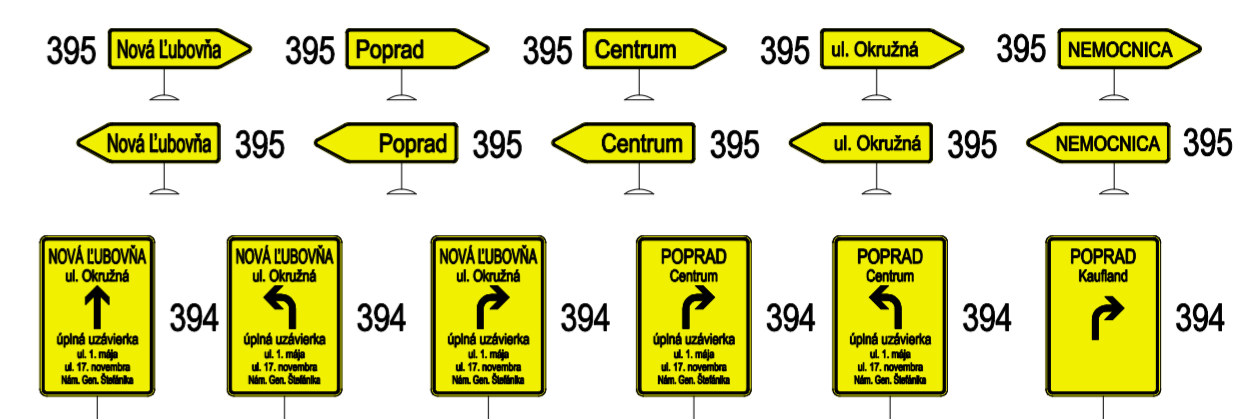 395 Nová Ľubovňa 395 Poprad 395 Centrum 395 ul. Okružná 395 NEMOCNICA
Nová Ľubovňa 395 Poprad 395 Centrum 395 ul. Okružná 395 NEMOCNICA 395
NOVÁ ĽUBOVŇA
ul. Okružná
úplná uzávierka
ul. 1. mája
ul. 17. novembra
Nám. Gen. Štefánika
394
NOVÁ ĽUBOVŇA
ul. Okružná
úplná uzávierka
ul. 1. mája
ul. 17. novembra
Nám. Gen. Štefánika
394
NOVÁ ĽUBOVŇA
ul. Okružná
úplná uzávierka
ul. 1. mája
ul. 17. novembra
Nám. Gen. Štefánika
394
POPRAD
Centrum
úplná uzávierka
ul. 1. mája
ul. 17. novembra
Nám. Gen. Štefánika
394
POPRAD
Centrum
úplná uzávierka
ul. 1. mája
ul. 17. novembra
Nám. Gen. Štefánika
394
POPRAD
Kaufland
394